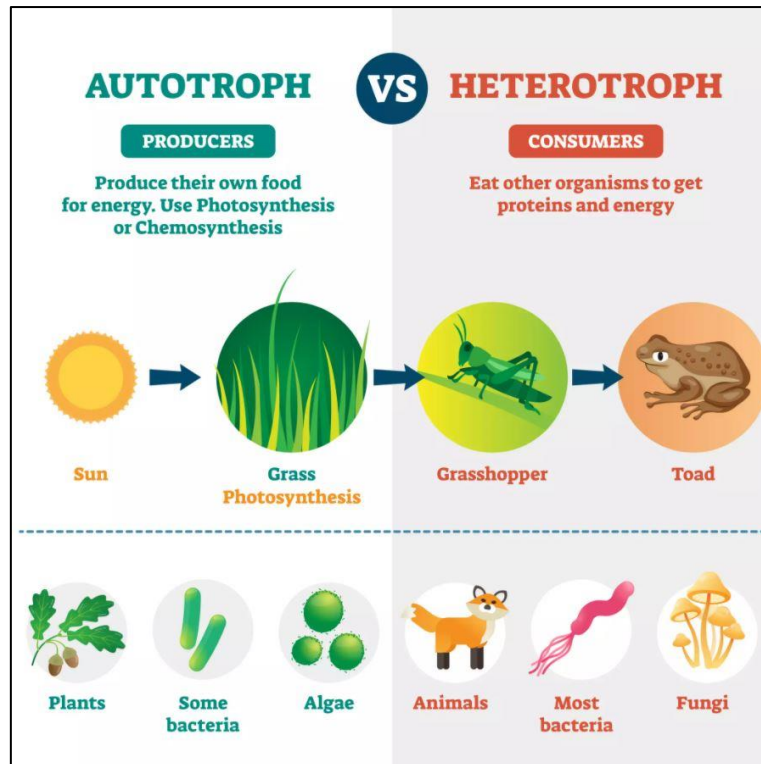 AUTOTROPH
VS
HETEROTROPH
PRODUCERS
CONSUMERS
Produce their own food
for energy. Use Photosynthesis
or Chemosynthesis
Eat other organisms to get
proteins and energy
Sun
Grass
Photosynthesis
Grasshopper
Toad
Plants
Some
bacteria
Algae
Animals
Most
bacteria
Fungi